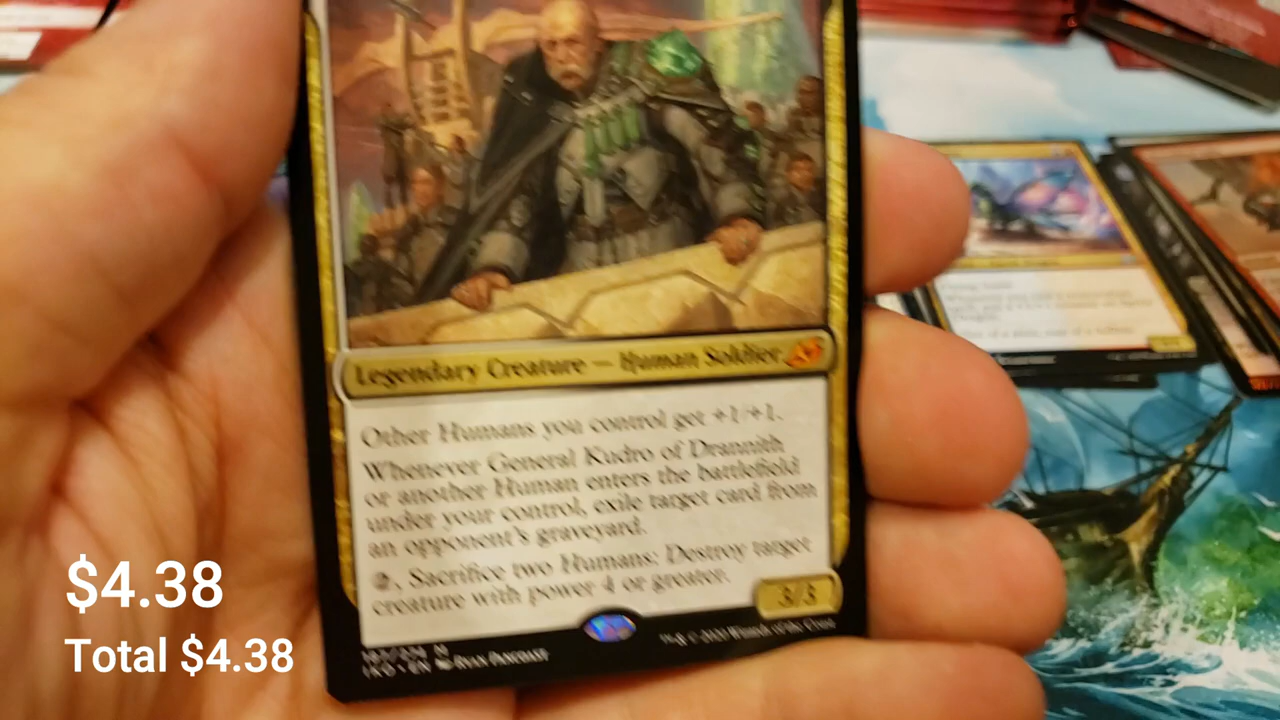 Legendary Creature — Human Soldier
Other Humans you control get +1/+1.
Whenever General Kudro of Drannith
or another Human enters the battlefield
under your control, exile target card from
an opponent's graveyard.
, Sacrifice two Humans: Destroy target
creature with power 4 or greater.
3/3
IKO • EN
$4.38
Total $4.38